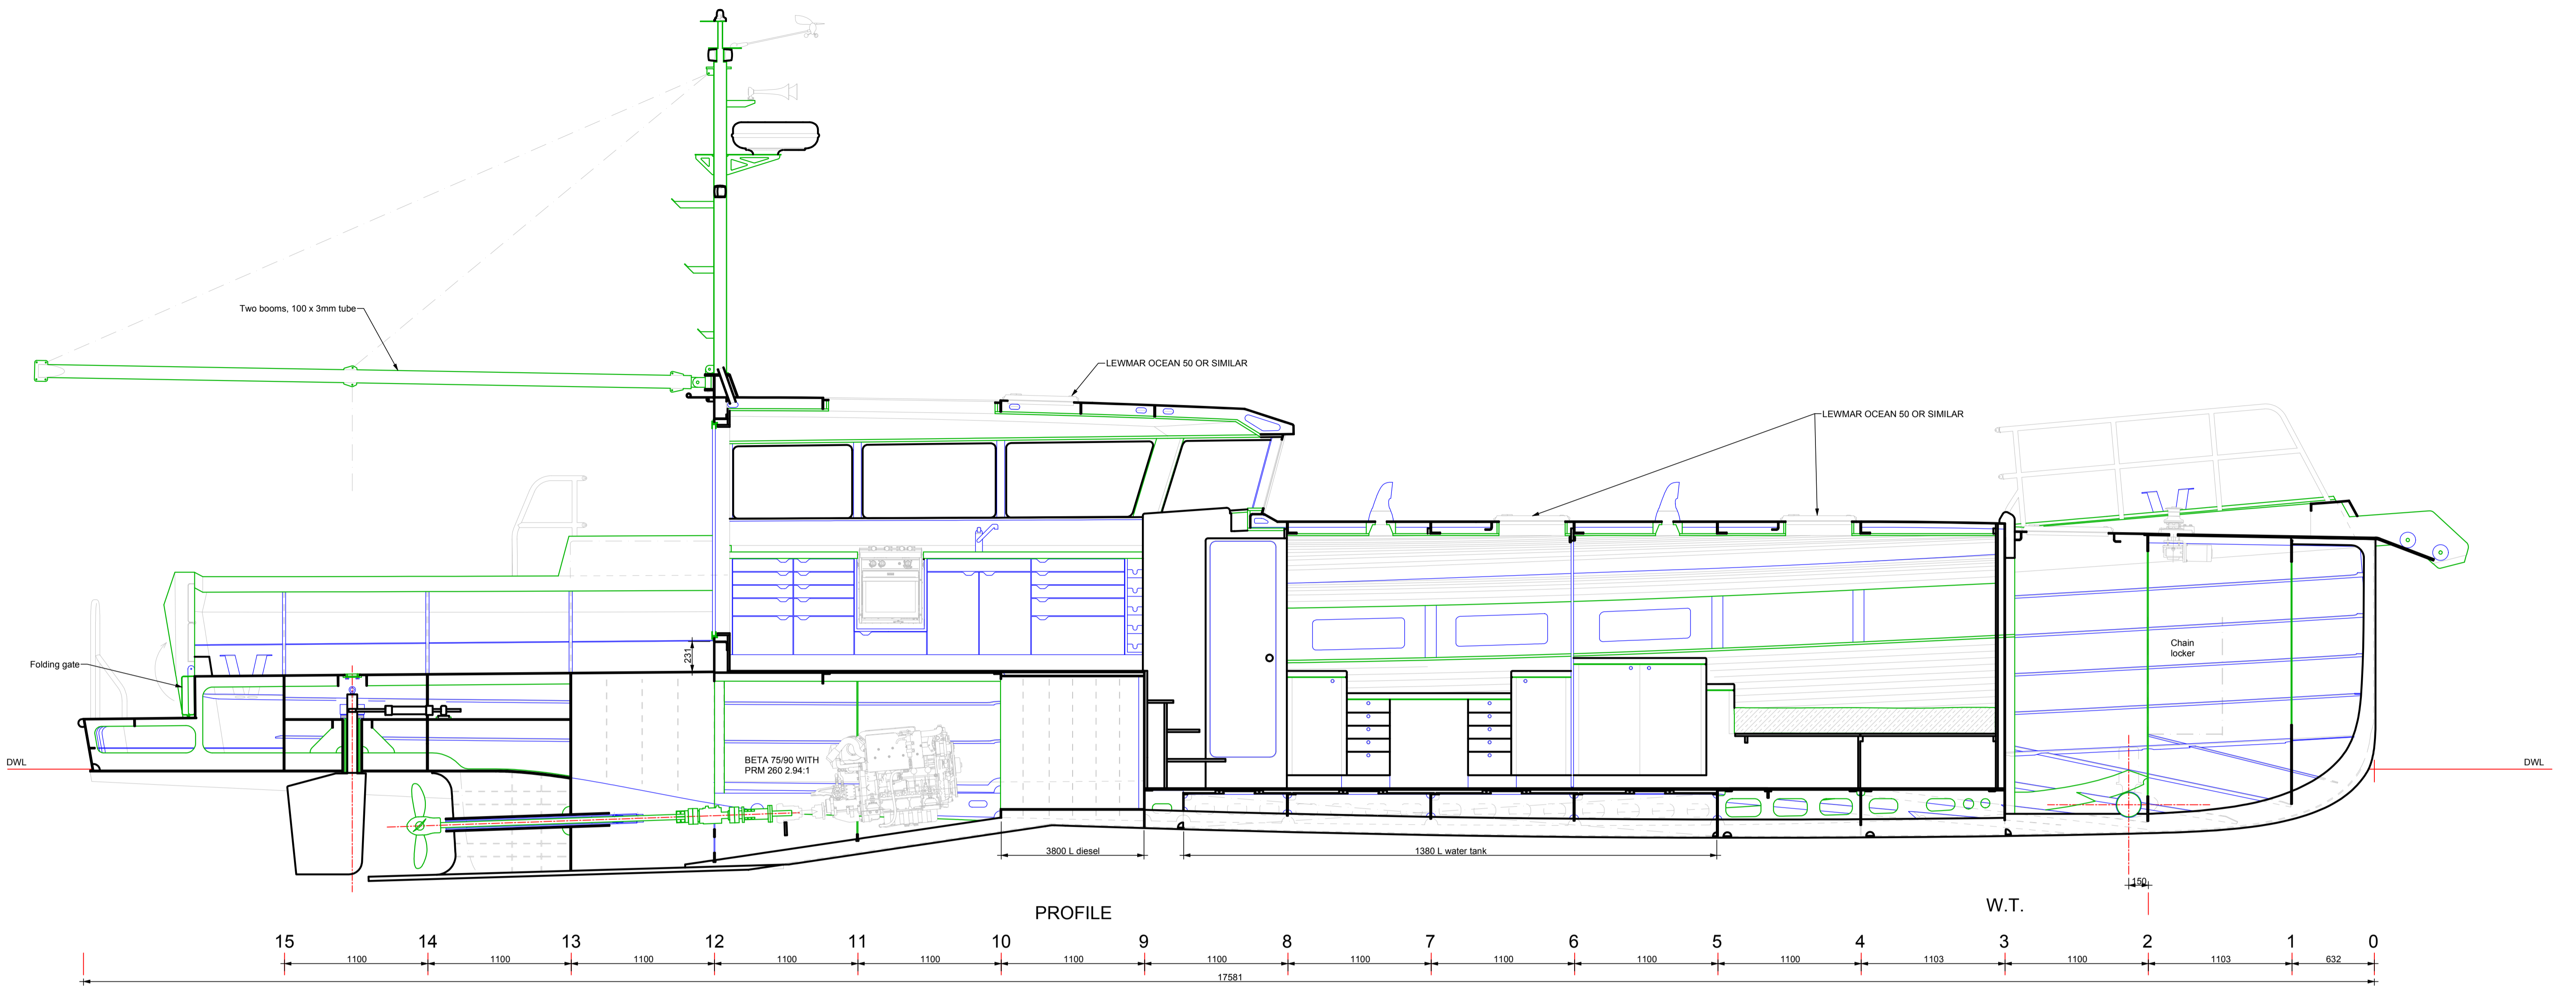 Two booms, 100 x 3mm tube
LEWMAR OCEAN 50 OR SIMILAR
LEWMAR OCEAN 50 OR SIMILAR
Folding gate
231
Chain
locker
DWL
BETA 75/90 WITH
PRM 260 2.94:1
DWL
3800 L diesel
1380 L water tank
150
PROFILE
W.T.
15 14 13 12 11 10 9 8 7 6 5 4 3 2 1 0
1100 1100 1100 1100 1100 1100 1100 1100 1100 1100 1100 1103 1100 1103 632
17581